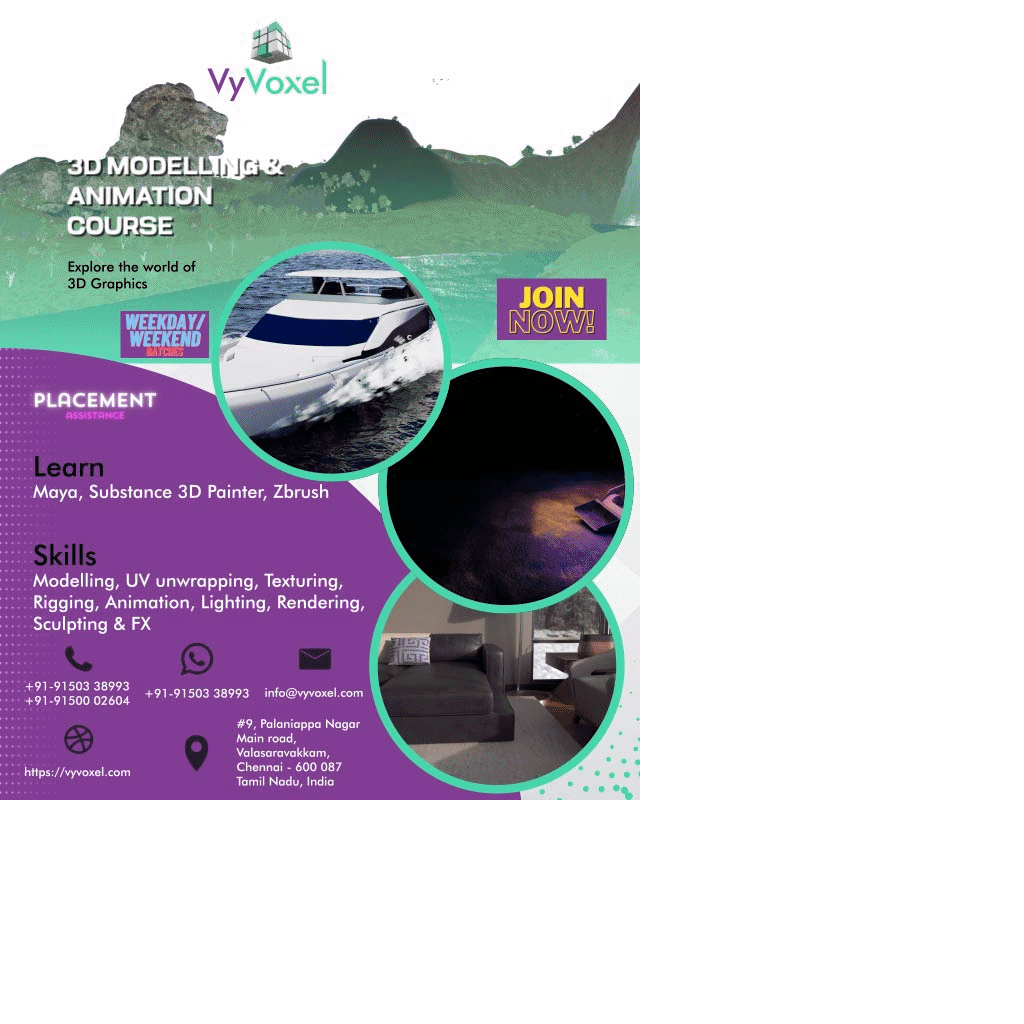 VyVoxel
3D MODELLING &
ANIMATION
COURSE
Explore the world of
3D Graphics
WEEKDAY/
WEEKEND
BATCHES
JOIN
NOW!
PLACEMENT
ASSISTANCE
Learn
Maya, Substance 3D Painter, Zbrush
Skills
Modelling, UV unwrapping, Texturing,
Rigging, Animation, Lighting, Rendering,
Sculpting & FX
+91-91503 38993
+91-91500 02604
+91-91503 38993
info@vyvoxel.com
https://vyvoxel.com
#9, Palaniappa Nagar
Main road,
Valasaravakkam,
Chennai - 600 087
Tamil Nadu, India